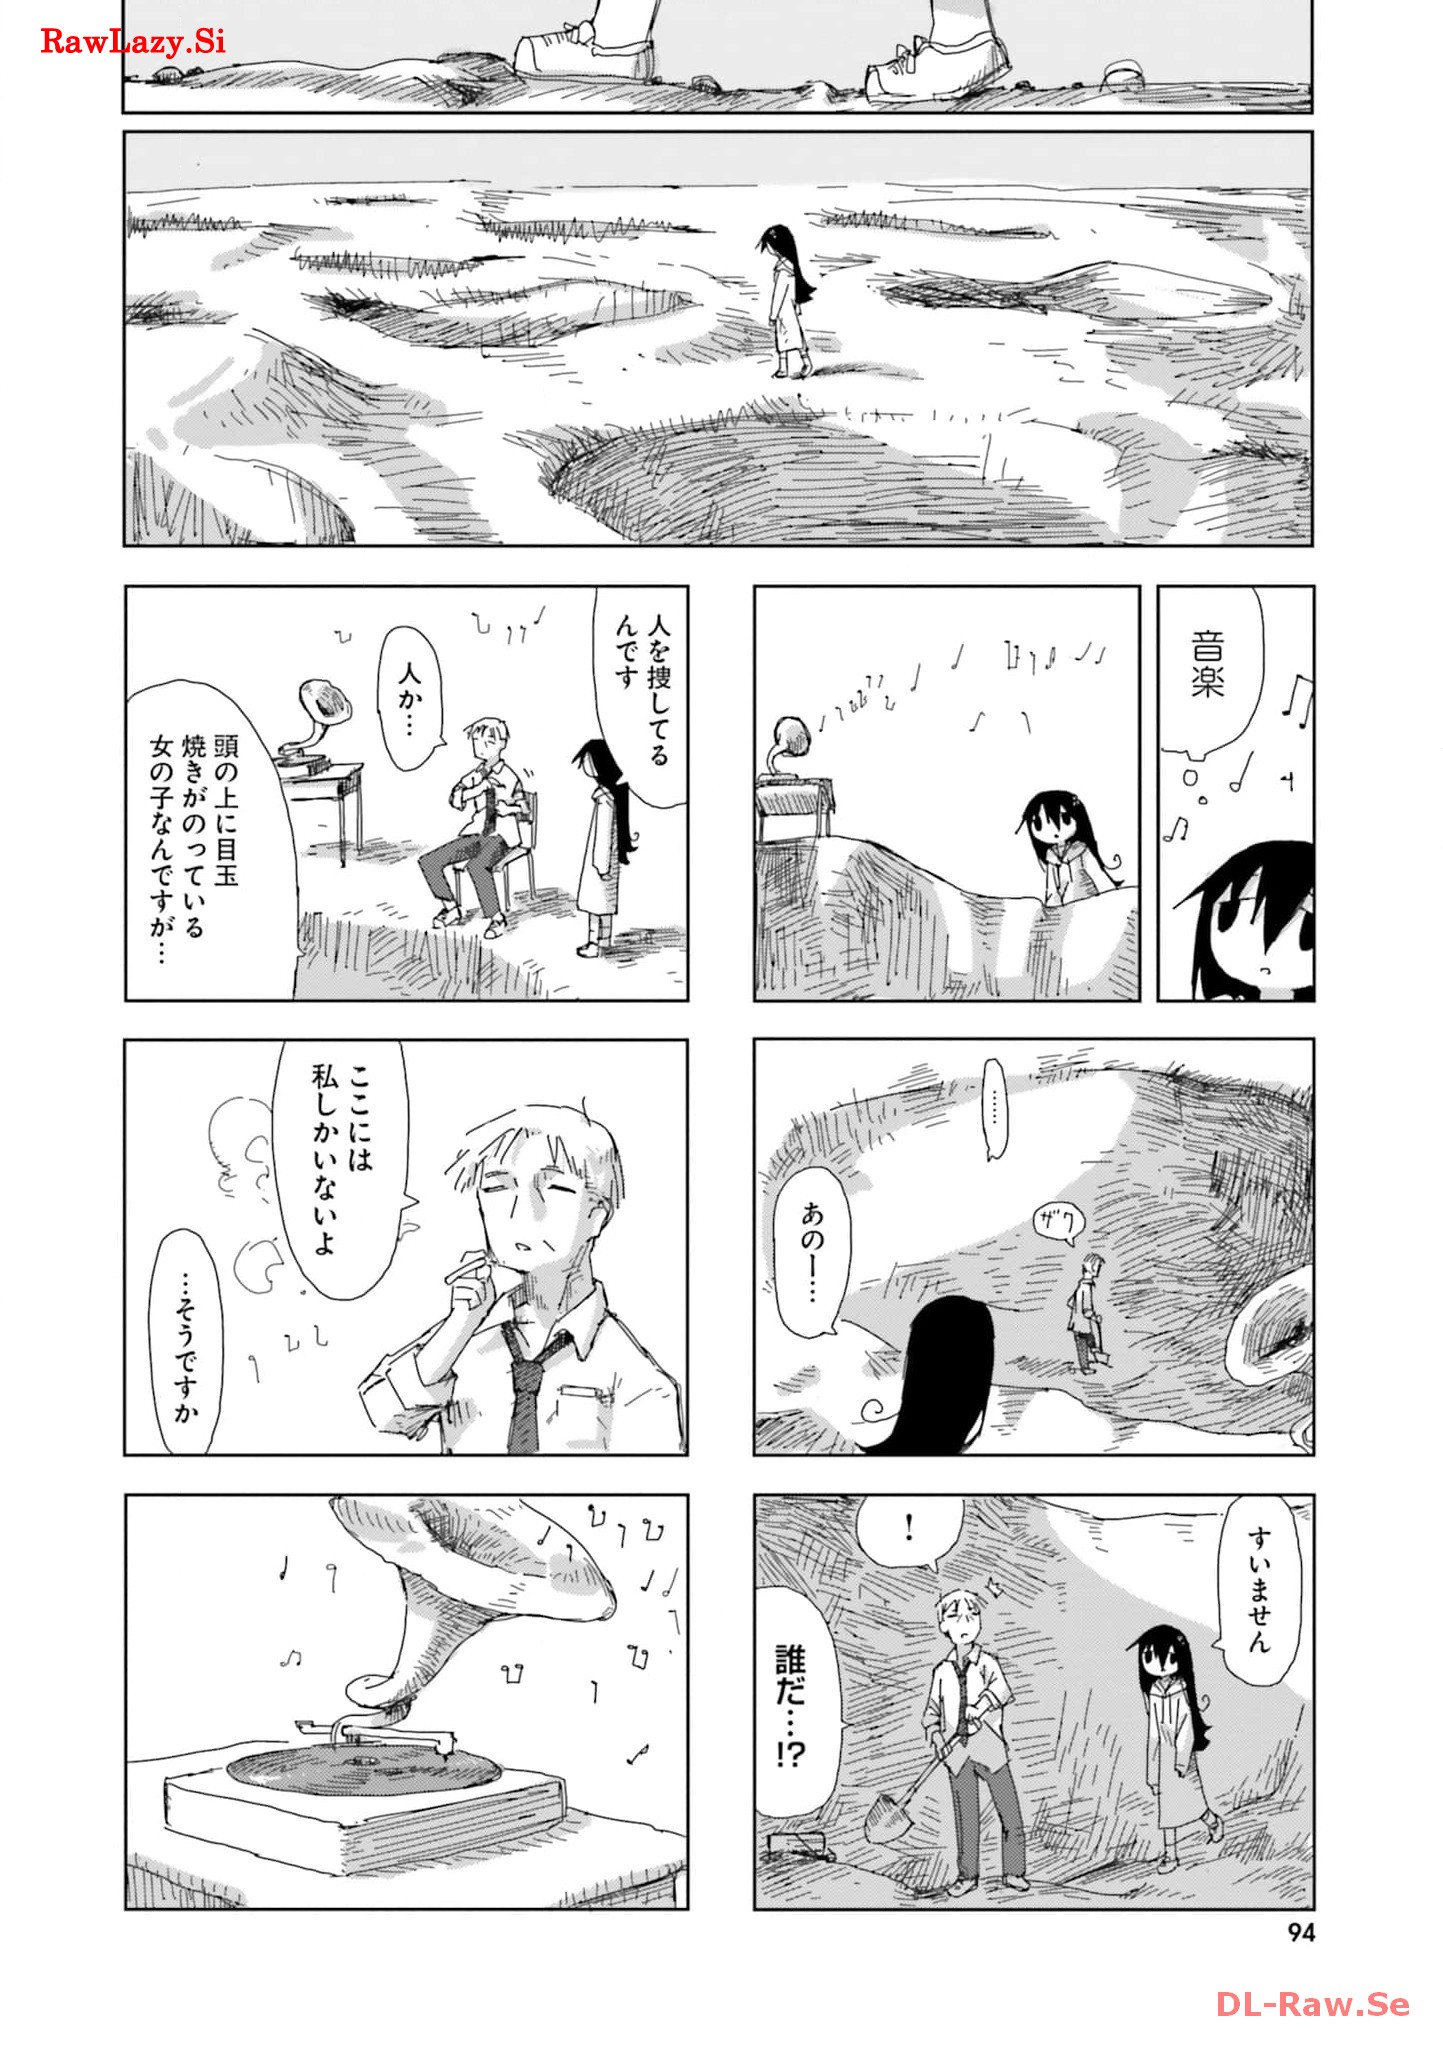 RawLazy.Si
音楽
………
あのー…
ザク
すいません
！
誰だ…!?
人を捜してる
んです
人か…
頭の上に目玉
焼きがのっている
女の子なんですが…
ここには
私しかいないよ
…そうですか
94
DL-Raw.Se